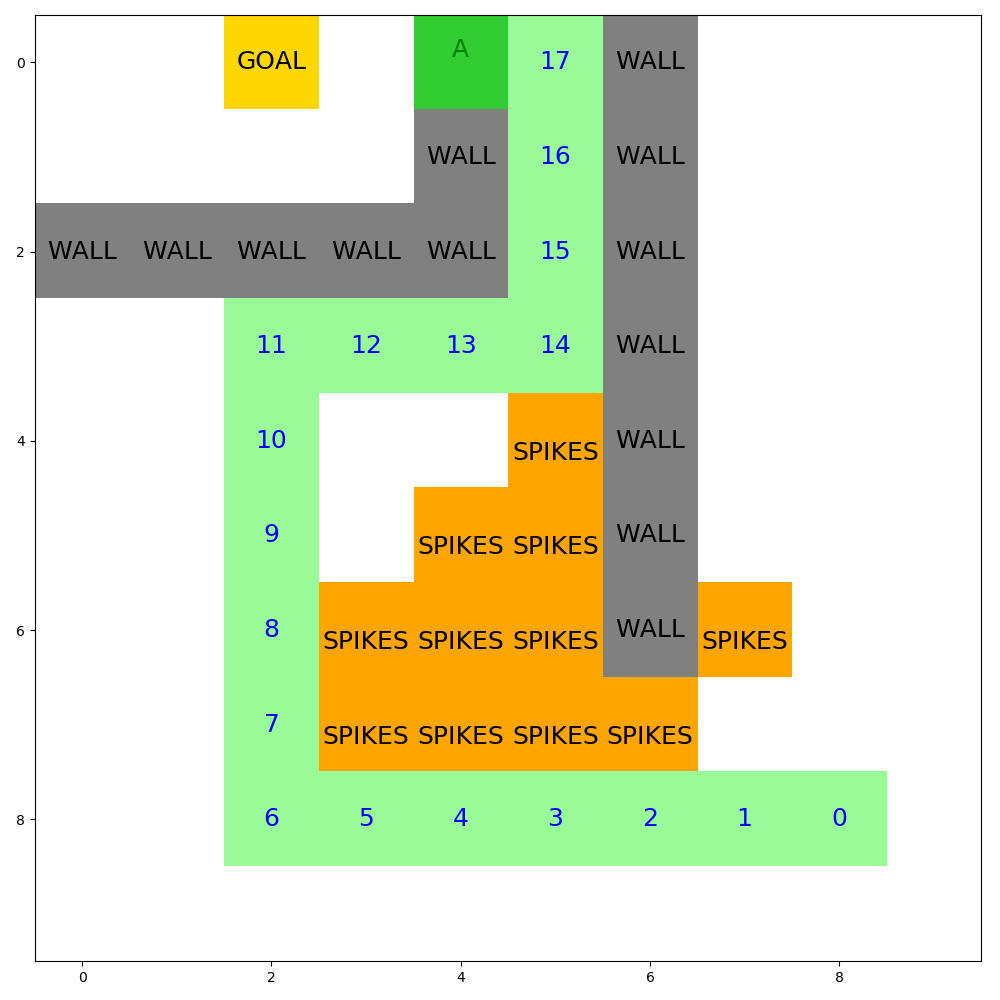 GOAL A 17 WALL
0
WALL 16 WALL
2 WALL WALL WALL WALL WALL 15 WALL
11 12 13 14 WALL
4 10 SPIKES WALL
9 SPIKES SPIKES WALL
6 8 SPIKES SPIKES SPIKES WALL SPIKES
7 SPIKES SPIKES SPIKES SPIKES
8 6 5 4 3 2 1 0
0 2 4 6 8